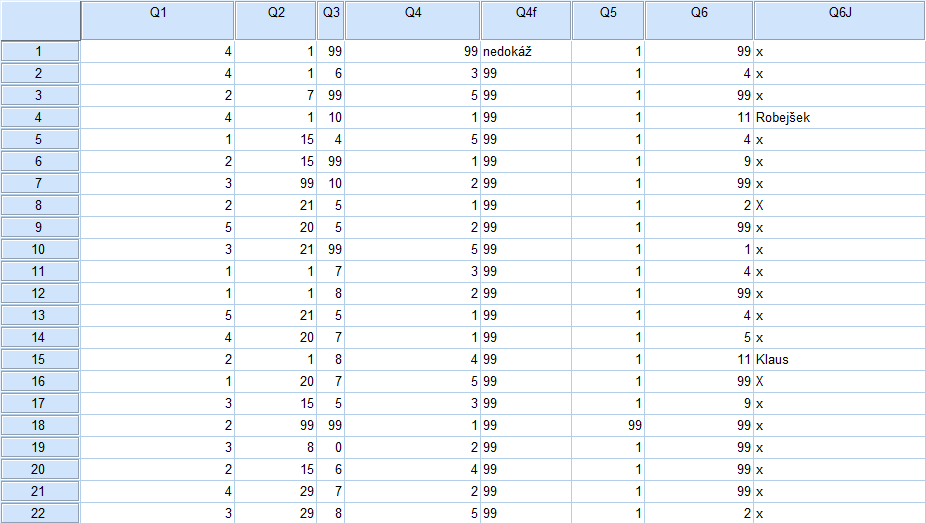 Q1 Q2 Q3 Q4 Q4f Q5 Q6 Q6J
1 4 1 99 99 nedokáž 1 99 x
2 4 1 6 3 99 1 4 x
3 2 7 99 5 99 1 99 x
4 4 1 10 1 99 1 11 Robejšek
5 1 15 4 5 99 1 4 x
6 2 15 99 1 99 1 9 x
7 3 99 10 2 99 1 99 x
8 2 21 5 1 99 1 2 X
9 5 20 5 2 99 1 99 x
10 3 21 99 5 99 1 1 x
11 1 1 7 3 99 1 4 x
12 1 1 8 2 99 1 99 x
13 5 21 5 1 99 1 4 x
14 4 20 7 1 99 1 5 x
15 2 1 8 4 99 1 11 Klaus
16 1 20 7 5 99 1 99 X
17 3 15 5 3 99 1 9 x
18 2 99 99 1 99 99 99 x
19 3 8 0 2 99 1 99 x
20 2 15 6 4 99 1 99 x
21 4 29 7 2 99 1 99 x
22 3 29 8 5 99 1 2 x